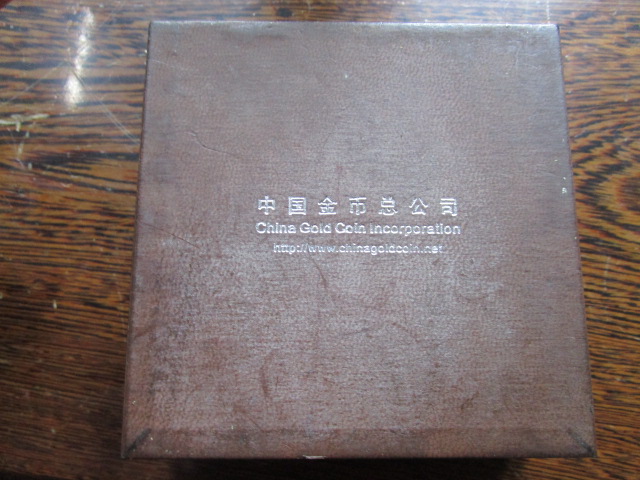 中国金币总公司
China Gold Coin Incorporation
http://www.chinagoldcoin.net